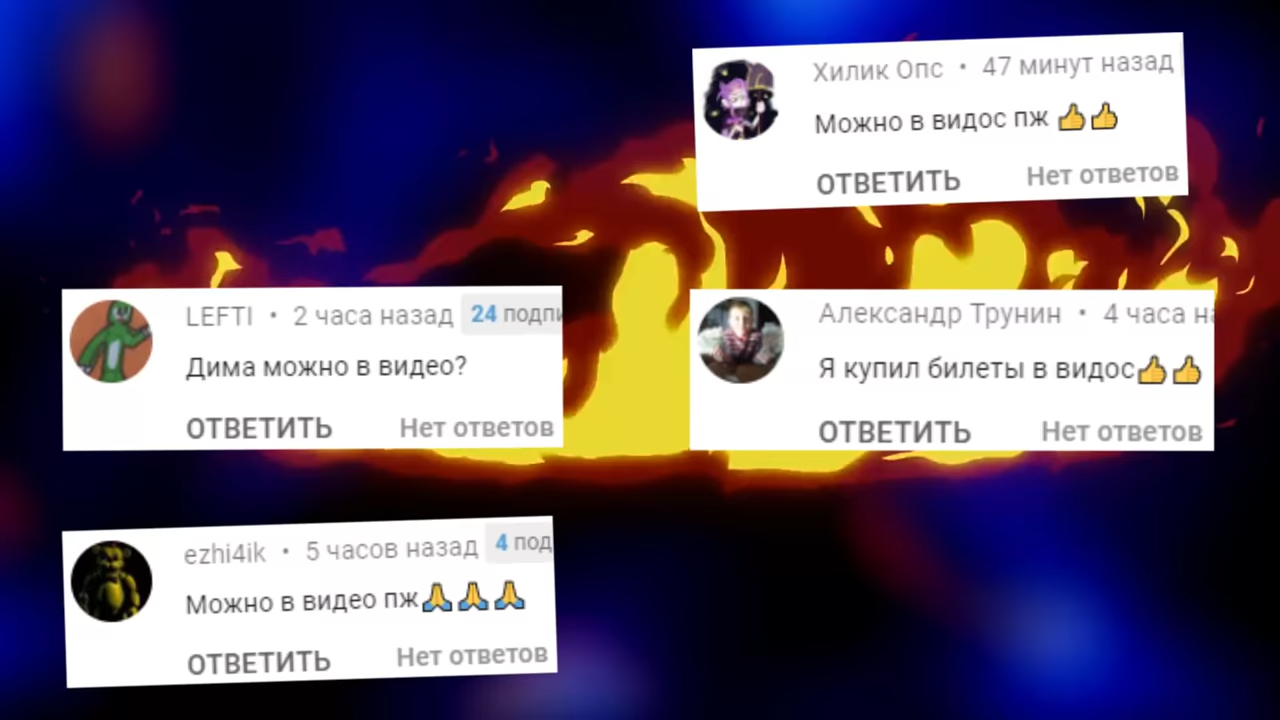 Хилик Опс • 47 минут назад
Можно в видос пж 👍👍
ОТВЕТИТЬ Нет ответов
LEFTI • 2 часа назад 24 подпи
Дима можно в видео?
ОТВЕТИТЬ Нет ответов
Александр Трунин • 4 часа на
Я купил билеты в видос👍👍
ОТВЕТИТЬ Нет ответов
ezhi4ik • 5 часов назад 4 под
Можно в видео пж🙏🙏🙏
ОТВЕТИТЬ Нет ответов